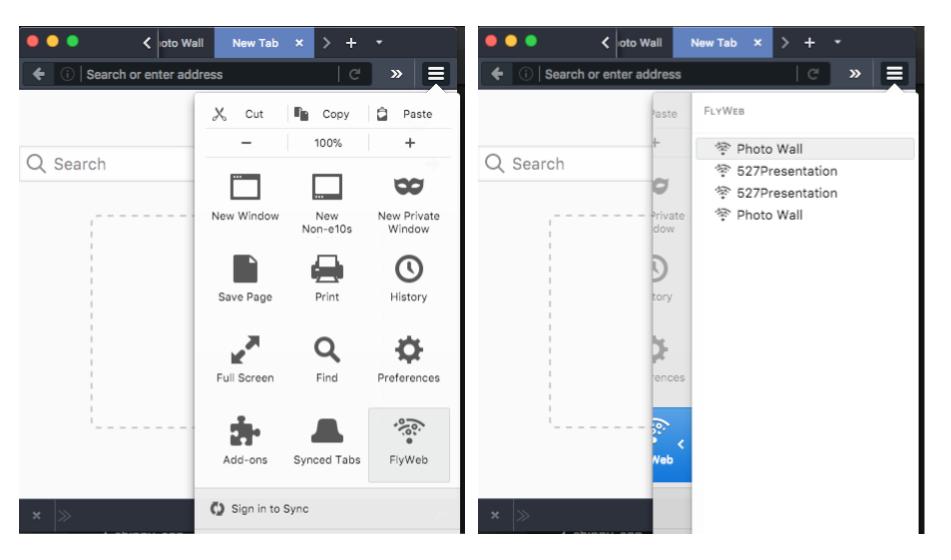 oto Wall New Tab
Search or enter address
Cut Copy Paste
100%
Search
New Window New Non-e10s New Private Window
Save Page Print History
Full Screen Find Preferences
Add-ons Synced Tabs FlyWeb
Sign in to Sync
oto Wall New Tab
Search or enter address
Paste
FLYWEB
Photo Wall
527Presentation
527Presentation
Photo Wall
Search
Private
dow
tory
rences
Web